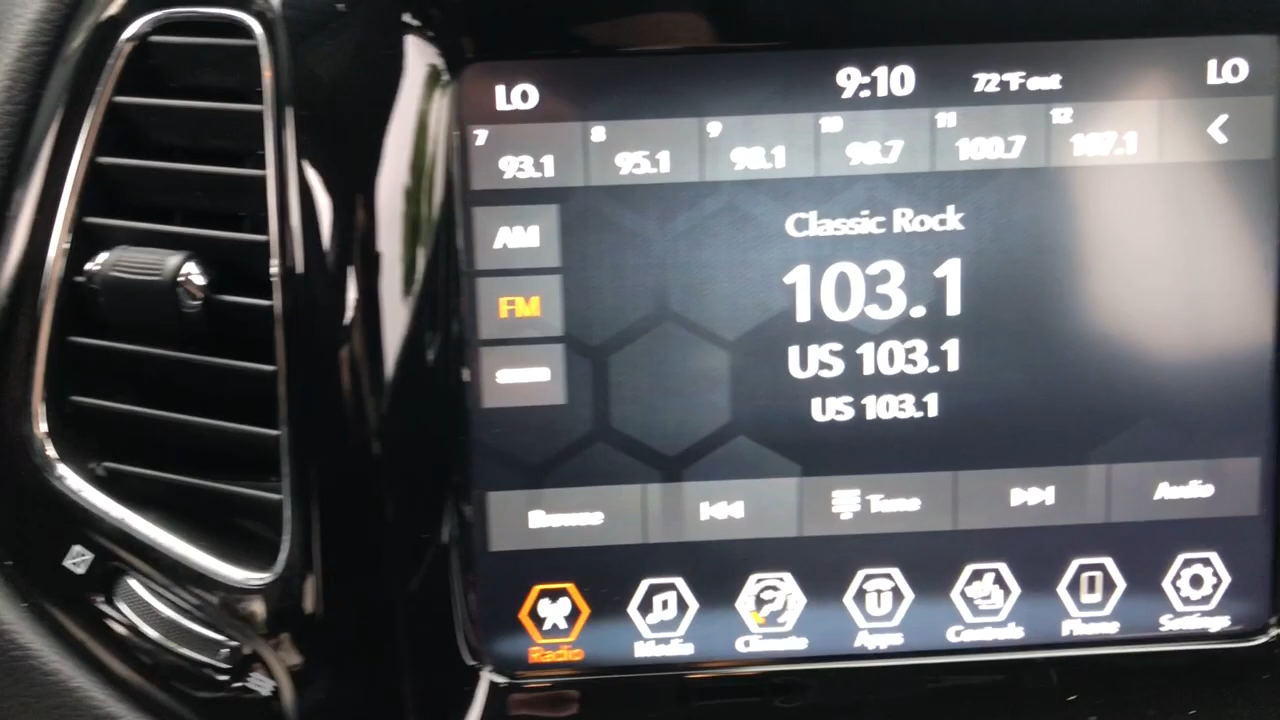 LO 9:10 72°F out LO
7 8 9 10 11 12
93.1 95.1 98.1 98.7 100.7 107.1
AM
FM
Classic Rock
103.1
US 103.1
US 103.1
Browse Tune Audio
Radio Media Climate Apps Controls Phone Settings